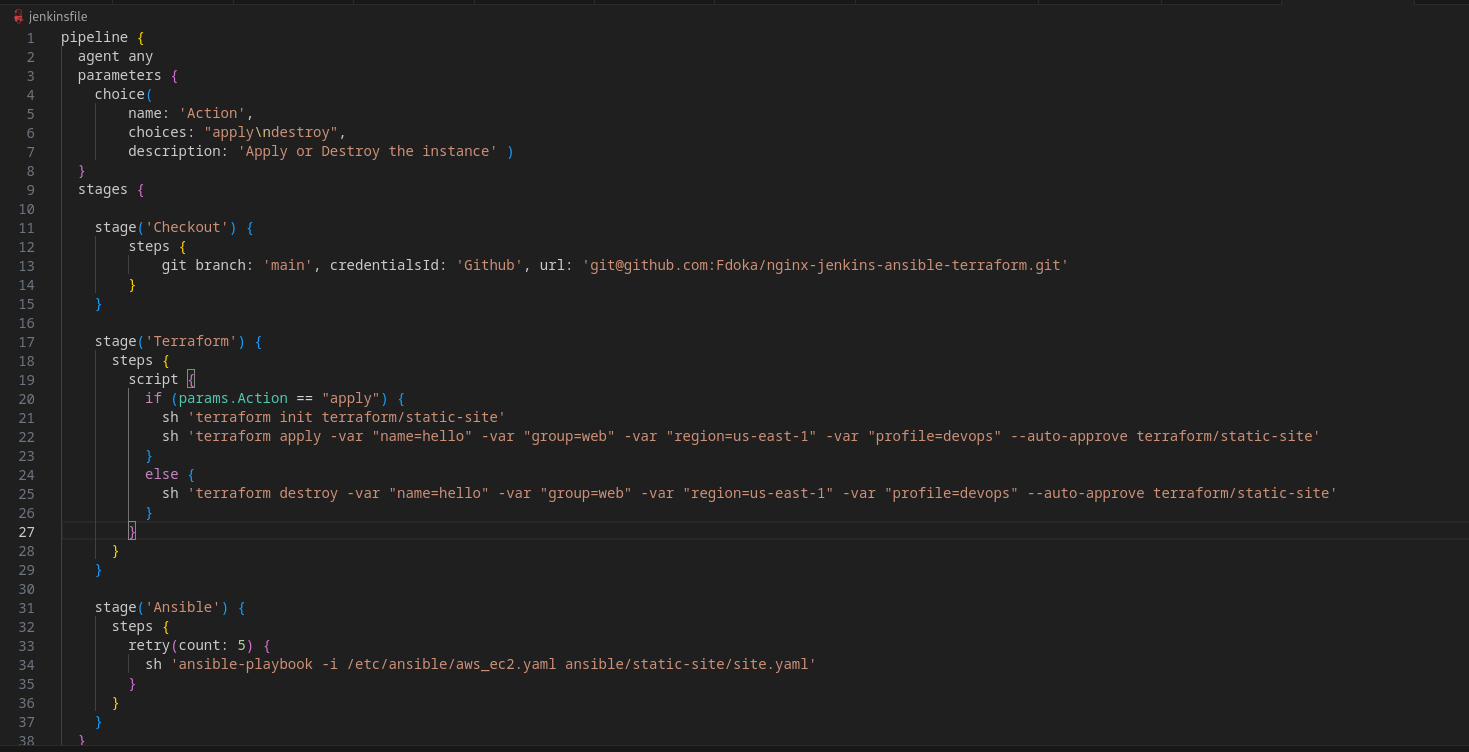 jenkinsfile
1 pipeline {
2   agent any
3   parameters {
4     choice(
5         name: 'Action',
6         choices: "apply\ndestroy",
7         description: 'Apply or Destroy the instance' )
8   }
9   stages {
10
11     stage('Checkout') {
12         steps {
13             git branch: 'main', credentialsId: 'Github', url: 'git@github.com:Fdoka/nginx-jenkins-ansible-terraform.git'
14         }
15     }
16
17     stage('Terraform') {
18       steps {
19         script {
20           if (params.Action == "apply") {
21             sh 'terraform init terraform/static-site'
22             sh 'terraform apply -var "name=hello" -var "group=web" -var "region=us-east-1" -var "profile=devops" --auto-approve terraform/static-site'
23           }
24           else {
25             sh 'terraform destroy -var "name=hello" -var "group=web" -var "region=us-east-1" -var "profile=devops" --auto-approve terraform/static-site'
26           }
27         }
28       }
29     }
30
31     stage('Ansible') {
32       steps {
33         retry(count: 5) {
34           sh 'ansible-playbook -i /etc/ansible/aws_ec2.yaml ansible/static-site/site.yaml'
35         }
36       }
37     }
38   }